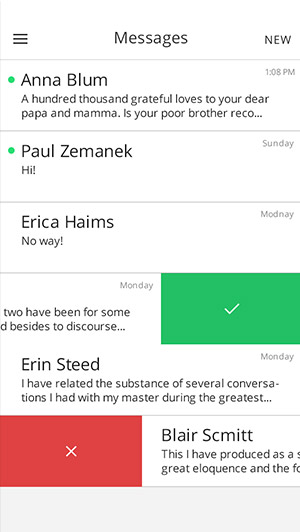 Messages
NEW
1:08 PM
Anna Blum
A hundred thousand grateful loves to your dear
papa and mamma. Is your poor brother reco...
Sunday
Paul Zemanek
Hi!
Modnay
Erica Haims
No way!
Monday
two have been for some
d besides to discourse...
Monday
Erin Steed
I have related the substance of several conversa-
tions I had with my master during the greatest...
Blair Scmitt
This I have produced as a s
great eloquence and the fo